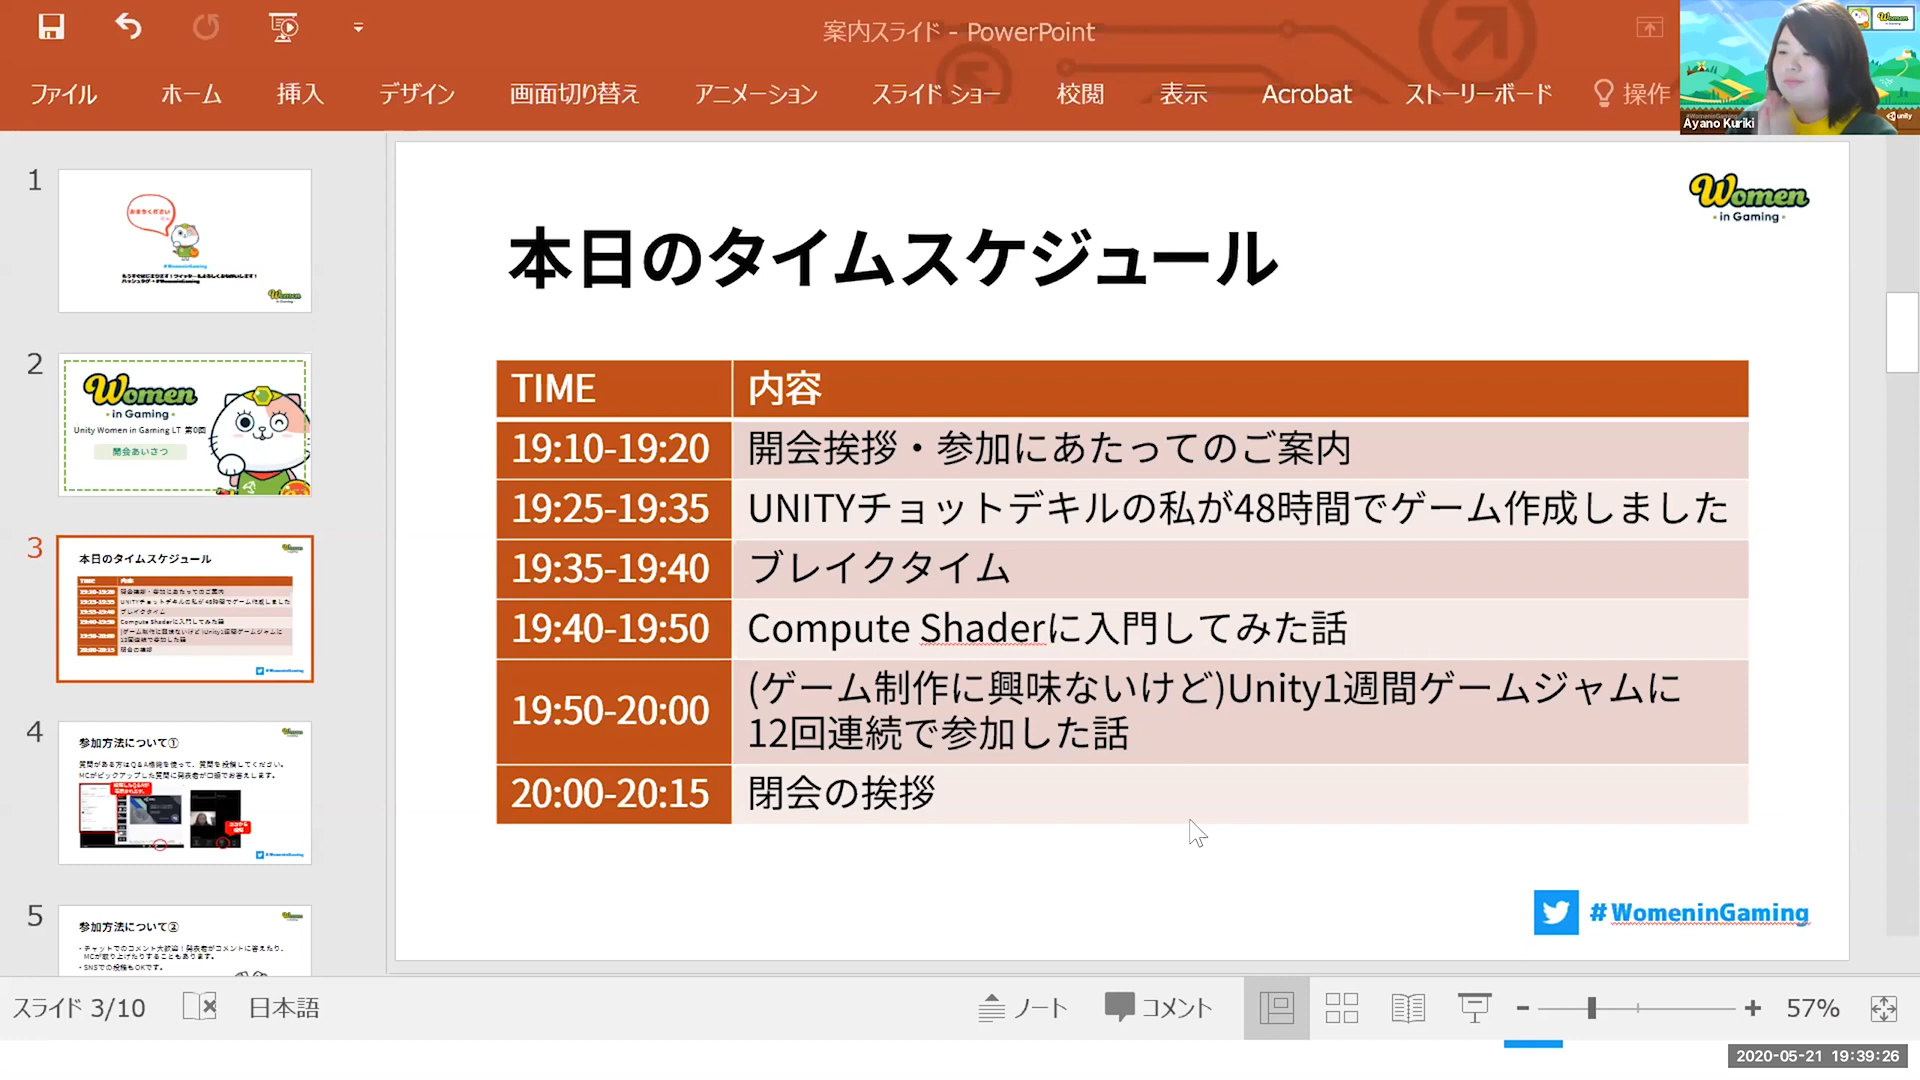 案内スライド - PowerPoint
ファイル
ホーム
挿入
デザイン
画面切り替え
アニメーション
スライド ショー
校閲
表示
Acrobat
ストーリーボード
操作
Ayano Kuriki
unity
1
おまちください
#WomeninGaming
Women
2
Women
in Gaming
Unity Women in Gaming LT 第0回
開会あいさつ
3
本日のタイムスケジュール
4
参加方法について①
質問がある方はQ&A機能を使って、質問を投稿してください。
MCがピックアップした質問に発表者が口頭でお答えします。
5
参加方法について②
・チャットでのコメント大歓迎！発表者がコメントに答えたり、
MCが取り上げたりすることもあります。
・SNSでの投稿もOKです。
Women
in Gaming
本日のタイムスケジュール
TIME 内容
19:10-19:20 開会挨拶・参加にあたってのご案内
19:25-19:35 UNITYチョットデキルの私が48時間でゲーム作成しました
19:35-19:40 ブレイクタイム
19:40-19:50 Compute Shaderに入門してみた話
19:50-20:00 (ゲーム制作に興味ないけど)Unity1週間ゲームジャムに
12回連続で参加した話
20:00-20:15 閉会の挨拶
#WomeninGaming
スライド 3/10
日本語
ノート
コメント
57%
2020-05-21 19:39:26